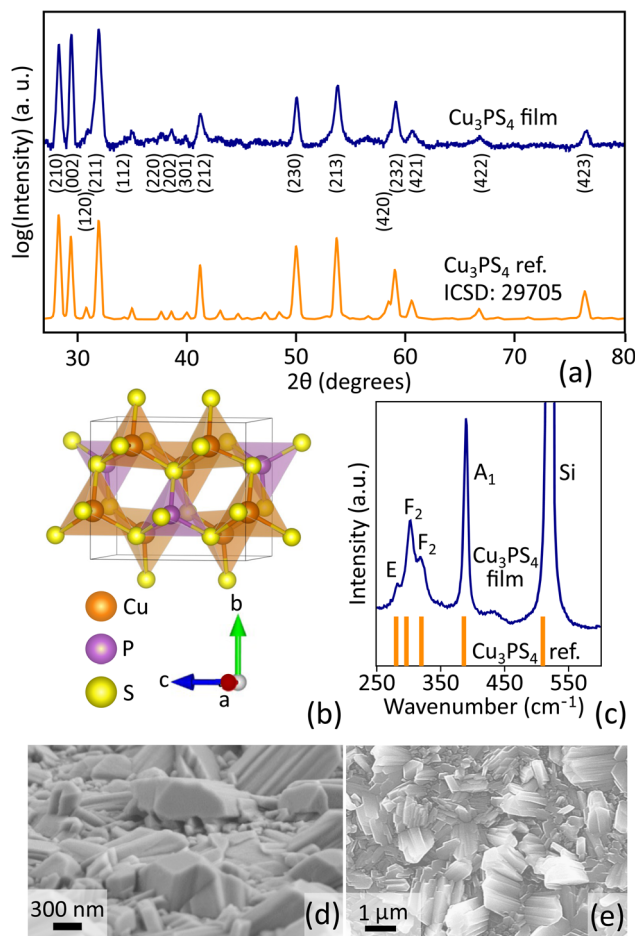 log(Intensity) (a. u.)
Cu₃PS₄ film
(210)
(002)
(120)
(211)
(112)
(220)
(202)
(301)
(212)
(230)
(213)
(420)
(232)
(421)
(422)
(423)
Cu₃PS₄ ref.
ICSD: 29705
30 40 50 60 70 80
2θ (degrees)
(a)
Cu
P
S
b
c
a
(b)
Intensity (a.u.)
A₁
Si
F₂
F₂
E
Cu₃PS₄
film
Cu₃PS₄ ref.
250 350 450 550
Wavenumber (cm⁻¹)
(c)
300 nm
(d)
1 μm
(e)